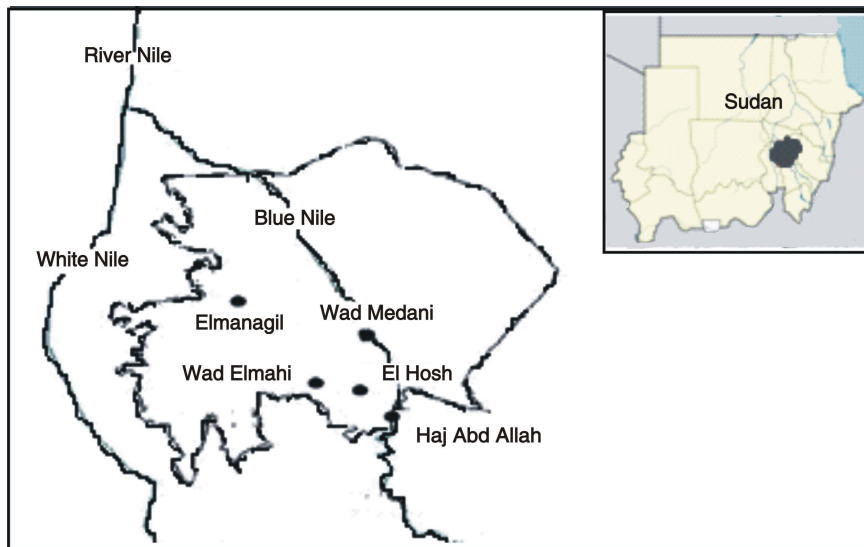 River Nile
Sudan
Blue Nile
White Nile
Wad Medani
Elmanagil
Wad Elmahi
El Hosh
Haj Abd Allah